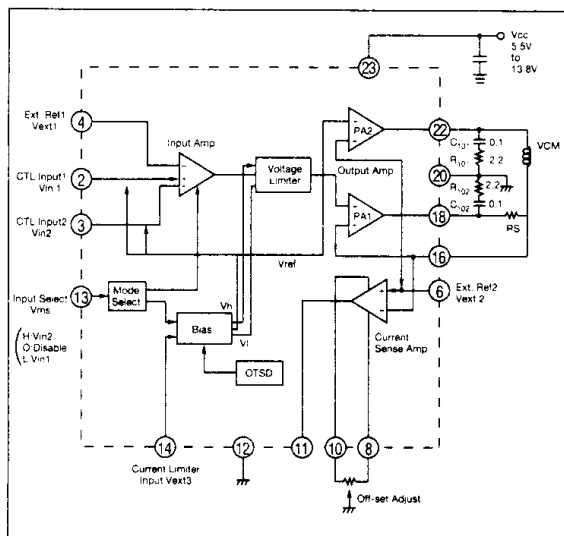 Vcc
5.5V
to
13.8V
23
Ext. Ref1
Vext1
4
Input Amp
PA2
22
C101 0.1
VCM
R101 2.2
CTL Input1
Vin 1
2
Voltage
Limiter
Output Amp
20
R102 2.2
C102 0.1
CTL Input2
Vin2
3
PA1
18
RS
Vref
16
Input Select
Vms
13
Mode
Select
Vh
Vl
6
Ext. Ref2
Vext 2
H:Vin2
O:Disable
L:Vin1
Bias
Current
Sense Amp
OTSD
14
12
11
10
8
Current Limiter
Input Vext3
Off-set Adjust